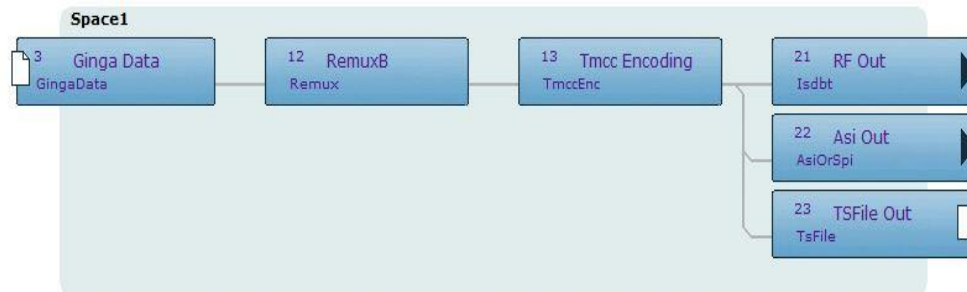 Space1
3 Ginga Data
GingaData
12 RemuxB
Remux
13 Tmcc Encoding
TmccEnc
21 RF Out
Isdbt
22 Asi Out
AsiOrSpi
23 TSFile Out
TsFile